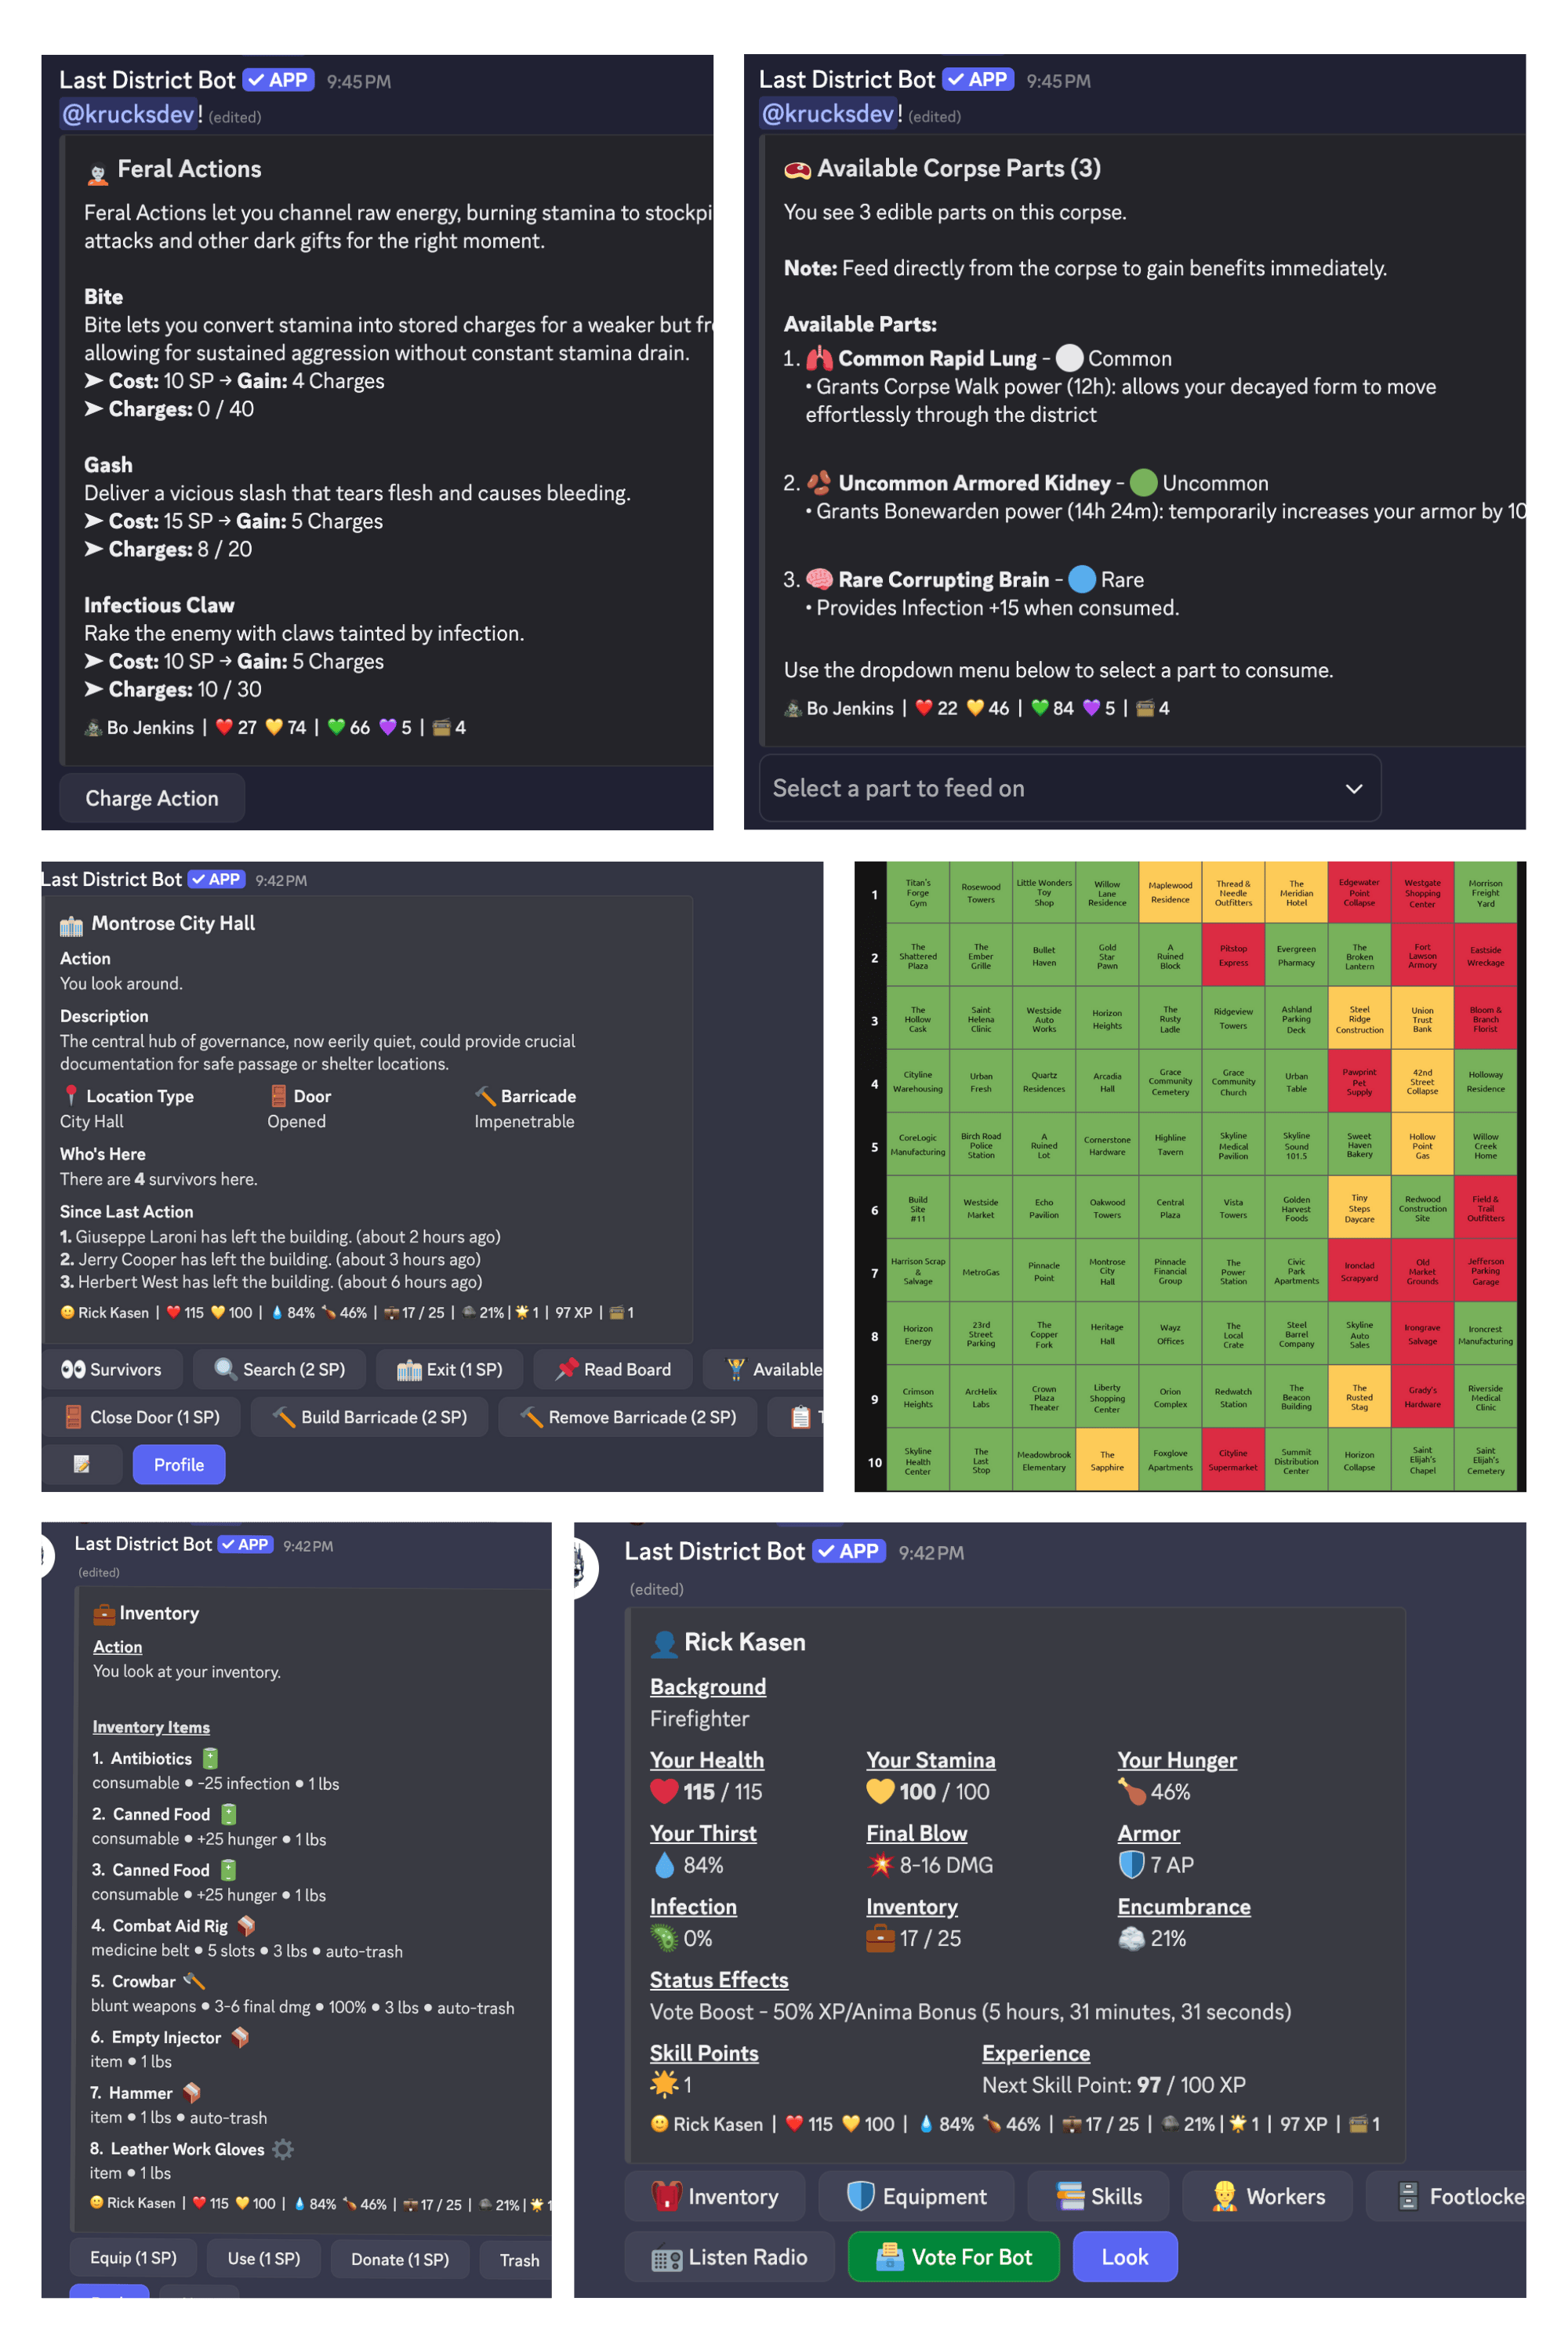 Last District Bot ✓ APP 9:45 PM
@krucksdev! (edited)
Feral Actions
Feral Actions let you channel raw energy, burning stamina to stockpi
attacks and other dark gifts for the right moment.
Bite
Bite lets you convert stamina into stored charges for a weaker but fr
allowing for sustained aggression without constant stamina drain.
➤ Cost: 10 SP → Gain: 4 Charges
➤ Charges: 0 / 40
Gash
Deliver a vicious slash that tears flesh and causes bleeding.
➤ Cost: 15 SP → Gain: 5 Charges
➤ Charges: 8 / 20
Infectious Claw
Rake the enemy with claws tainted by infection.
➤ Cost: 10 SP → Gain: 5 Charges
➤ Charges: 10 / 30
Bo Jenkins | ❤️ 27 💛 74 | 💚 66 💜 5 | 4
Charge Action
Last District Bot ✓ APP 9:45 PM
@krucksdev! (edited)
Available Corpse Parts (3)
You see 3 edible parts on this corpse.
Note: Feed directly from the corpse to gain benefits immediately.
Available Parts:
1. Common Rapid Lung - Common
• Grants Corpse Walk power (12h): allows your decayed form to move
effortlessly through the district
2. Uncommon Armored Kidney - Uncommon
• Grants Bonewarden power (14h 24m): temporarily increases your armor by 10
3. Rare Corrupting Brain - Rare
• Provides Infection +15 when consumed.
Use the dropdown menu below to select a part to consume.
Bo Jenkins | ❤️ 22 💛 46 | 💚 84 💜 5 | 4
Select a part to feed on
Last District Bot ✓ APP 9:42 PM
Montrose City Hall
Action
You look around.
Description
The central hub of governance, now eerily quiet, could provide crucial
documentation for safe passage or shelter locations.
Location Type Door Barricade
City Hall Opened Impenetrable
Who's Here
There are 4 survivors here.
Since Last Action
1. Giuseppe Laroni has left the building. (about 2 hours ago)
2. Jerry Cooper has left the building. (about 3 hours ago)
3. Herbert West has left the building. (about 6 hours ago)
Rick Kasen | 115 100 | 84% 46% | 17 / 25 | 21% | 1 | 97 XP | 1
Survivors Search (2 SP) Exit (1 SP) Read Board Available
Close Door (1 SP) Build Barricade (2 SP) Remove Barricade (2 SP) T
Profile
1 Titan's Forge Gym Rosewood Towers Little Wonders Toy Shop Willow Lane Residence Maplewood Residence Thread & Needle Outfitters The Meridian Hotel Edgewater Point Collapse Westgate Shopping Center Morrison Freight Yard
2 The Shattered Plaza The Ember Grille Bullet Haven Gold Star Pawn A Ruined Block Pitstop Express Evergreen Pharmacy The Broken Lantern Fort Lawson Armory Eastside Wreckage
3 The Hollow Cask Saint Helena Clinic Westside Auto Works Horizon Heights The Rusty Ladle Ridgeview Towers Ashland Parking Deck Steel Ridge Construction Union Trust Bank Bloom & Branch Florist
4 Cityline Warehousing Urban Fresh Quartz Residences Arcadia Hall Grace Community Cemetery Grace Community Church Urban Table Pawprint Pet Supply 42nd Street Collapse Holloway Residence
5 CoreLogic Manufacturing Birch Road Police Station A Ruined Lot Cornerstone Hardware Highline Tavern Skyline Medical Pavilion Skyline Sound 101.5 Sweet Haven Bakery Hollow Point Gas Willow Creek Home
6 Build Site #11 Westside Market Echo Pavilion Oakwood Towers Central Plaza Vista Towers Golden Harvest Foods Tiny Steps Daycare Redwood Construction Site Field & Trail Outfitters
7 Harrison Scrap & Salvage MetroGas Pinnacle Point Montrose City Hall Pinnacle Financial Group The Power Station Civic Park Apartments Ironclad Scrapyard Old Market Grounds Jefferson Parking Garage
8 Horizon Energy 23rd Street Parking The Copper Fork Heritage Hall Wayz Offices The Local Crate Steel Barrel Company Skyline Auto Sales Irongrave Salvage Ironcrest Manufacturing
9 Crimson Heights ArcHelix Labs Crown Plaza Theater Liberty Shopping Center Orion Complex Redwatch Station The Beacon Building The Rusted Stag Grady's Hardware Riverside Medical Clinic
10 Skyline Health Center The Last Stop Meadowbrook Elementary The Sapphire Foxglove Apartments Cityline Supermarket Summit Distribution Center Horizon Collapse Saint Elijah's Chapel Saint Elijah's Cemetery
Last District Bot ✓ APP 9:42 PM
(edited)
Inventory
Action
You look at your inventory.
Inventory Items
1. Antibiotics
consumable • -25 infection • 1 lbs
2. Canned Food
consumable • +25 hunger • 1 lbs
3. Canned Food
consumable • +25 hunger • 1 lbs
4. Combat Aid Rig
medicine belt • 5 slots • 3 lbs • auto-trash
5. Crowbar
blunt weapons • 3-6 final dmg • 100% • 3 lbs • auto-trash
6. Empty Injector
item • 1 lbs
7. Hammer
item • 1 lbs • auto-trash
8. Leather Work Gloves
item • 1 lbs
Rick Kasen | 115 100 | 84% 46% | 17 / 25 | 21% | 1
Equip (1 SP) Use (1 SP) Donate (1 SP) Trash
Last District Bot ✓ APP 9:42 PM
(edited)
Rick Kasen
Background
Firefighter
Your Health Your Stamina Your Hunger
115 / 115 100 / 100 46%
Your Thirst Final Blow Armor
84% 8-16 DMG 7 AP
Infection Inventory Encumbrance
0% 17 / 25 21%
Status Effects
Vote Boost - 50% XP/Anima Bonus (5 hours, 31 minutes, 31 seconds)
Skill Points Experience
1 Next Skill Point: 97 / 100 XP
Rick Kasen | 115 100 | 84% 46% | 17 / 25 | 21% | 1 | 97 XP | 1
Inventory Equipment Skills Workers Footlocke
Listen Radio Vote For Bot Look